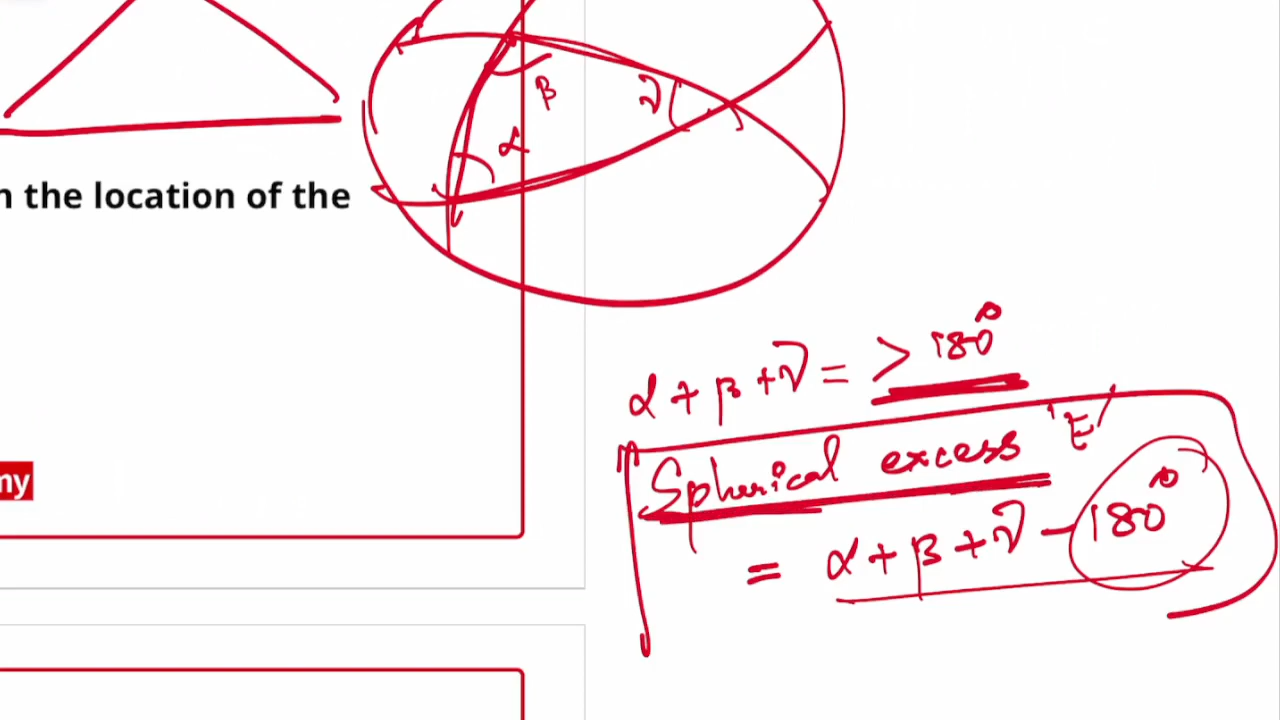 β
γ
α
n the location of the
α + β + γ = > 180°
Spherical excess 'E'
my
= α + β + γ - 180°